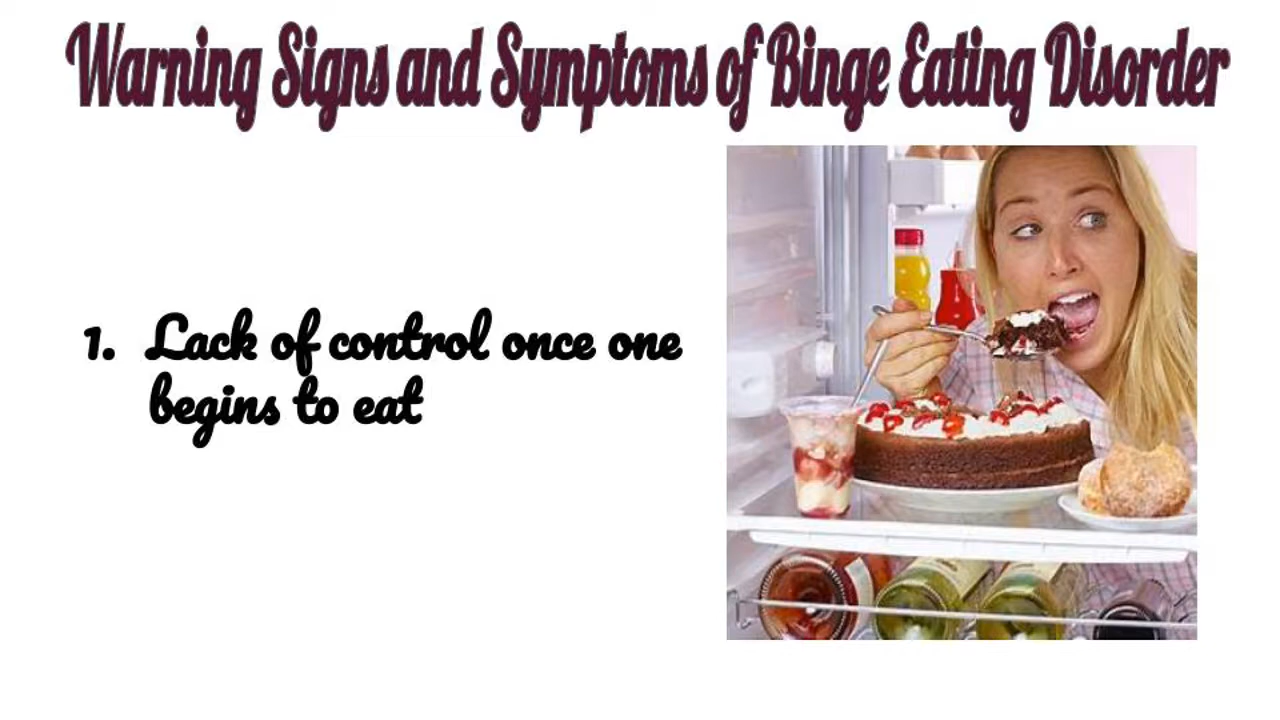 Warning Signs and Symptoms of Binge Eating Disorder
1. Lack of control once one
begins to eat